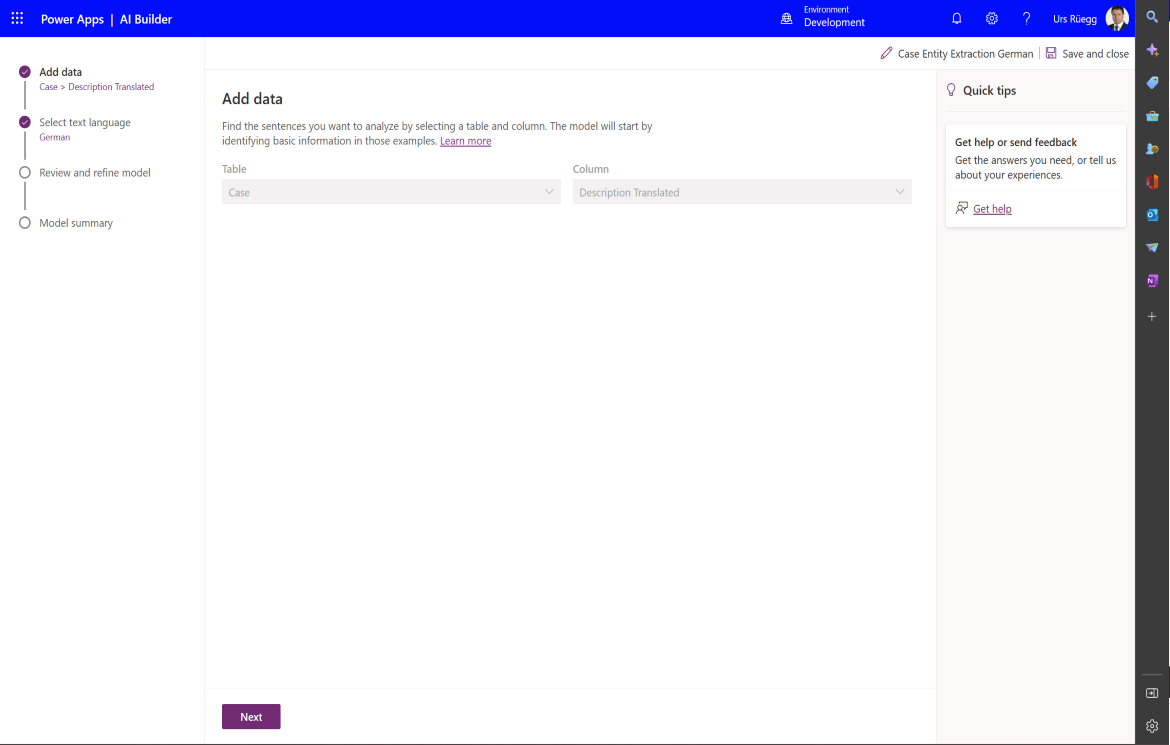 Power Apps | AI Builder
Environment
Development
Urs Rüegg
Case Entity Extraction German
Save and close
Add data
Case > Description Translated
Select text language
German
Review and refine model
Model summary
Add data
Find the sentences you want to analyze by selecting a table and column. The model will start by
identifying basic information in those examples. Learn more
Table
Case
Column
Description Translated
Next
Quick tips
Get help or send feedback
Get the answers you need, or tell us
about your experiences.
Get help